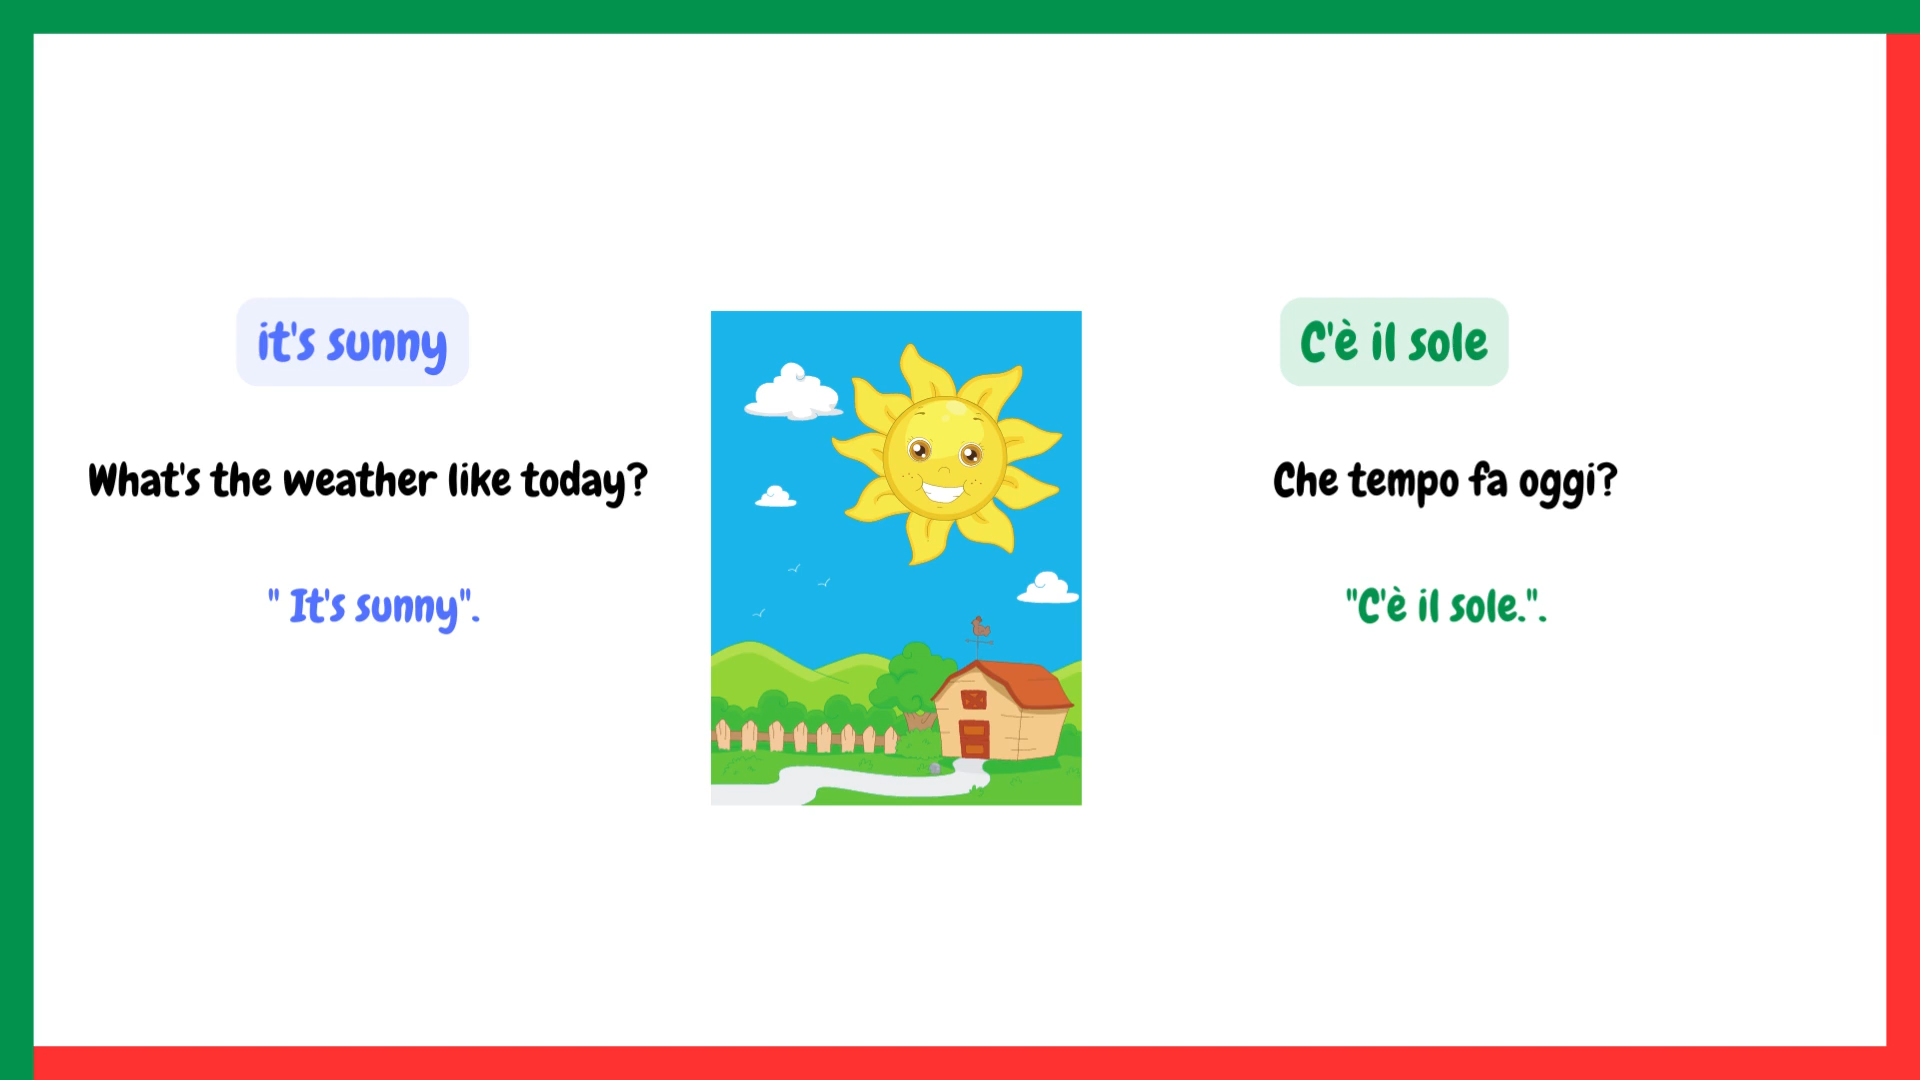 it's sunny
What's the weather like today?
" It's sunny".
C'è il sole
Che tempo fa oggi?
"C'è il sole.".